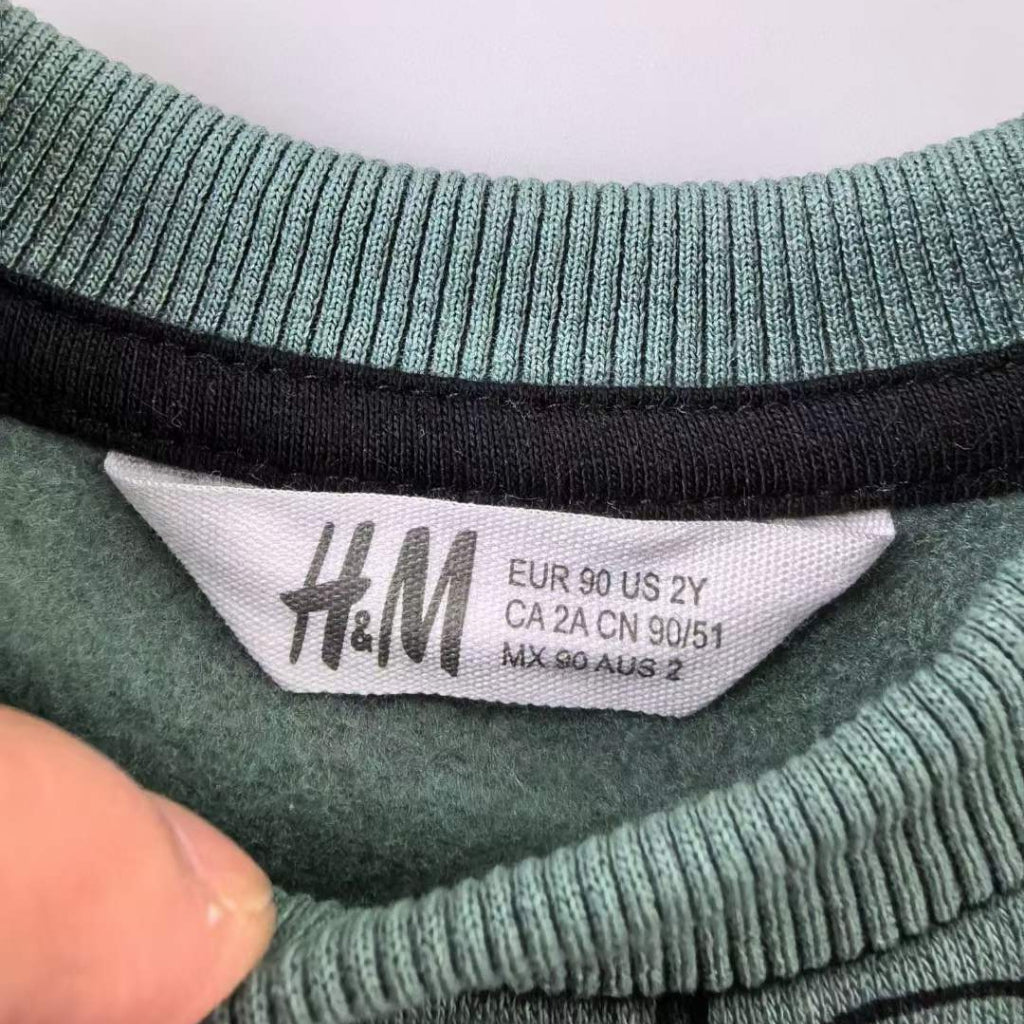 H&M
EUR 90 US 2Y
CA 2A CN 90/51
MX 90 AUS 2